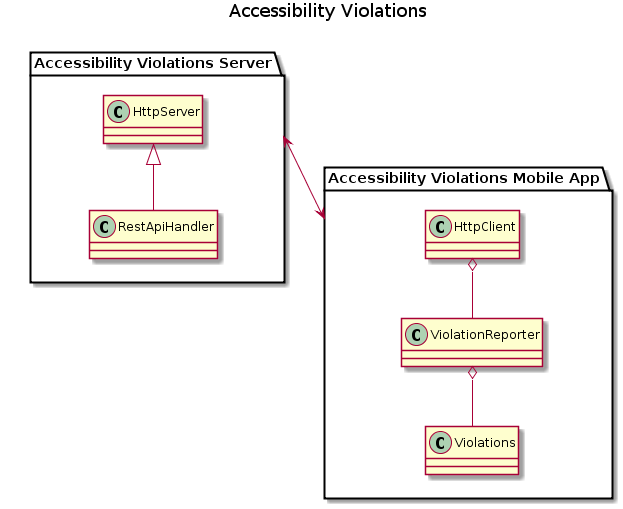 Accessibility Violations
Accessibility Violations Server
C HttpServer
C RestApiHandler
Accessibility Violations Mobile App
C HttpClient
C ViolationReporter
C Violations